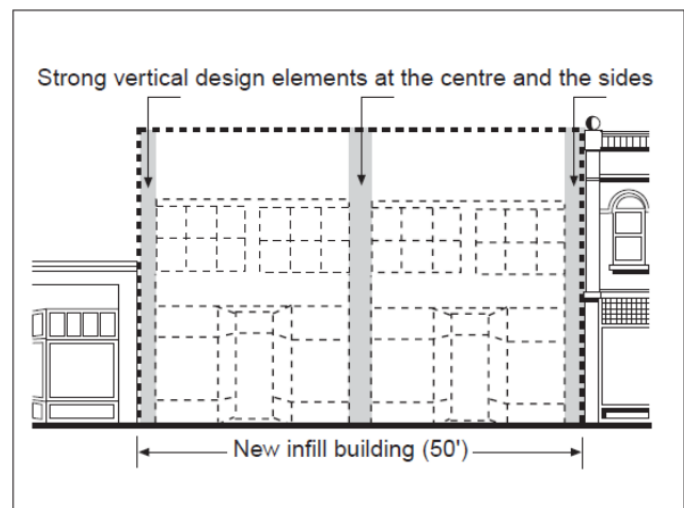 Strong vertical design elements at the centre and the sides
New infill building (50')